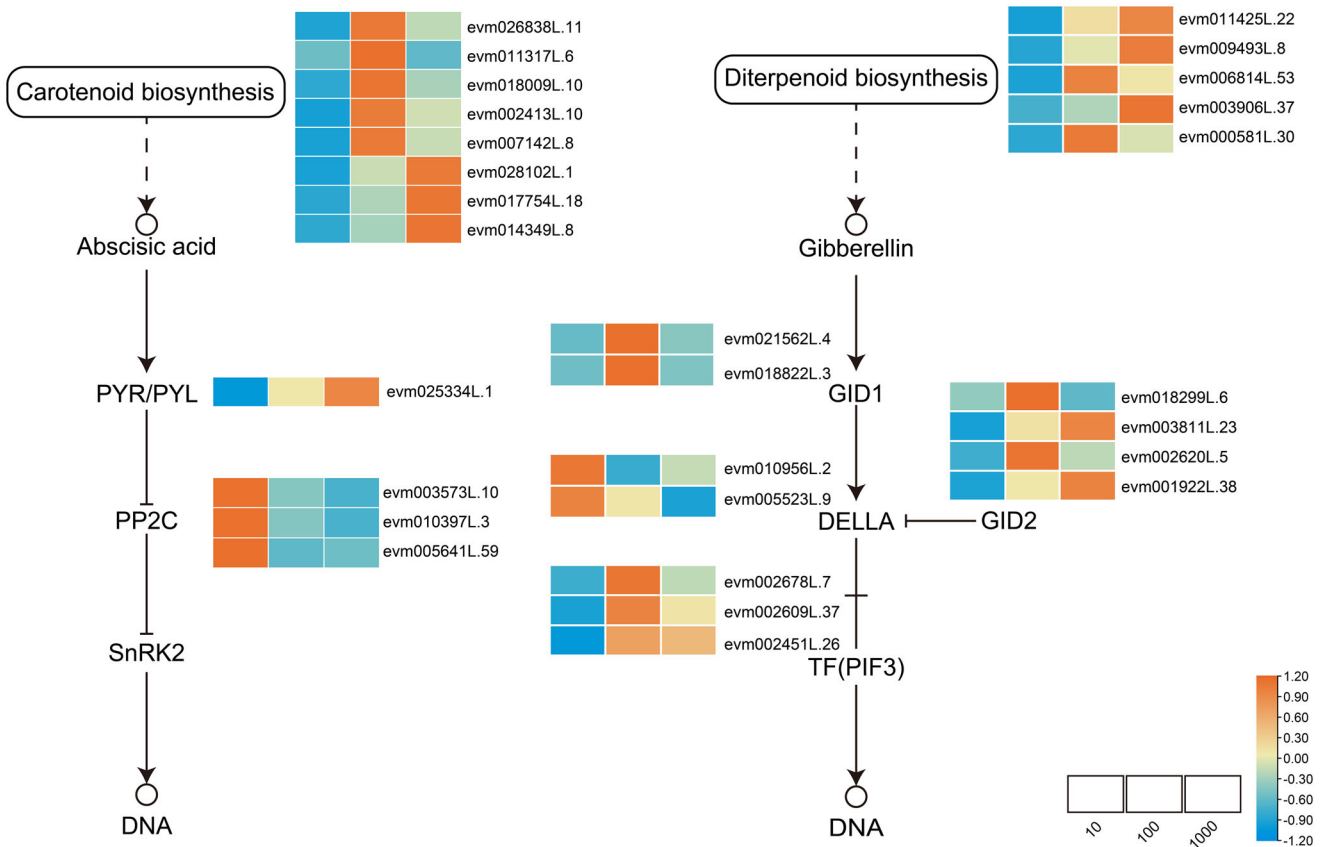 Carotenoid biosynthesis
evm026838L.11
evm011317L.6
evm018009L.10
evm002413L.10
evm007142L.8
evm028102L.1
evm017754L.18
evm014349L.8
Abscisic acid
PYR/PYL
evm025334L.1
evm003573L.10
evm010397L.3
evm005641L.59
PP2C
SnRK2
DNA
Diterpenoid biosynthesis
evm011425L.22
evm009493L.8
evm006814L.53
evm003906L.37
evm000581L.30
Gibberellin
evm021562L.4
evm018822L.3
GID1
evm018299L.6
evm003811L.23
evm002620L.5
evm001922L.38
evm010956L.2
evm005523L.9
DELLA
GID2
evm002678L.7
evm002609L.37
evm002451L.26
TF(PIF3)
DNA
10
100
1000
1.20
0.90
0.60
0.30
0.00
-0.30
-0.60
-0.90
-1.20